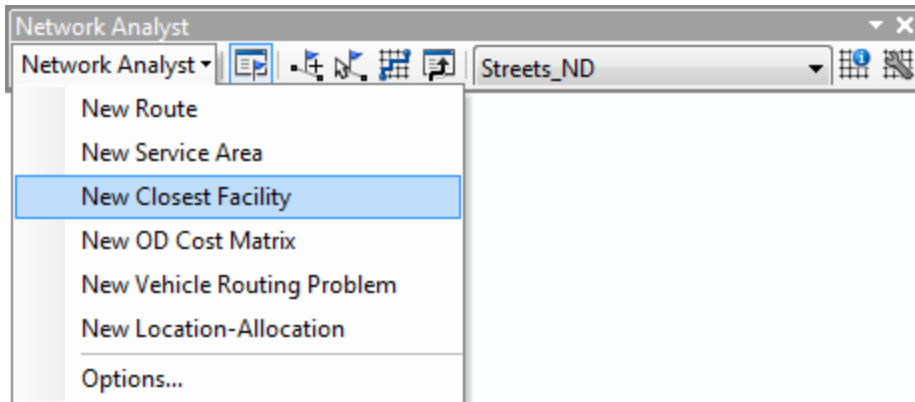 Network Analyst
Network Analyst Streets_ND
New Route
New Service Area
New Closest Facility
New OD Cost Matrix
New Vehicle Routing Problem
New Location-Allocation
Options...